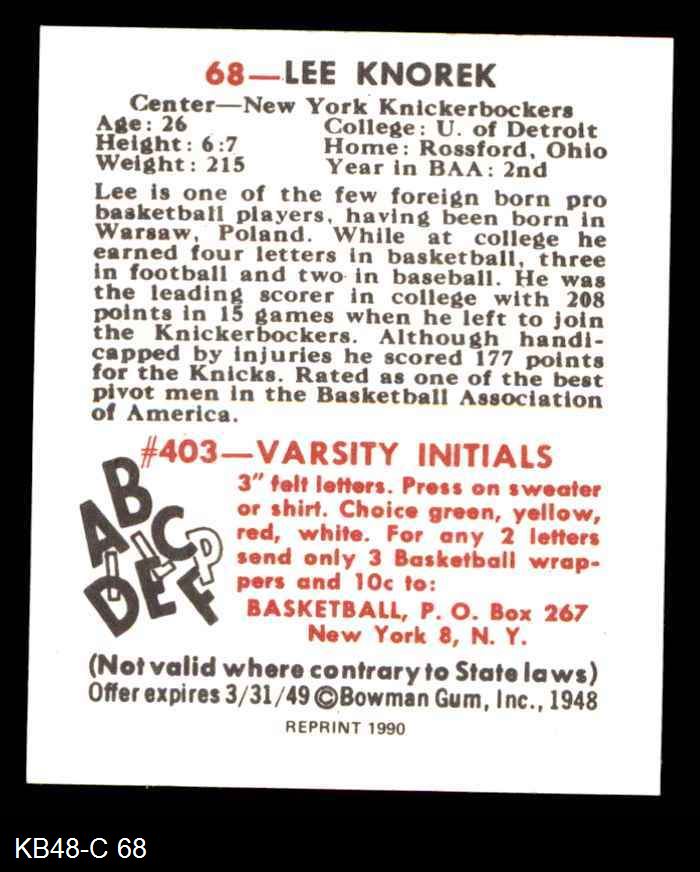 68—LEE KNOREK
Center—New York Knickerbockers
Age: 26 College: U. of Detroit
Height: 6:7 Home: Rossford, Ohio
Weight: 215 Year in BAA: 2nd
Lee is one of the few foreign born pro
basketball players, having been born in
Warsaw, Poland. While at college he
earned four letters in basketball, three
in football and two in baseball. He was
the leading scorer in college with 208
points in 15 games when he left to join
the Knickerbockers. Although handi-
capped by injuries he scored 177 points
for the Knicks. Rated as one of the best
pivot men in the Basketball Association
of America.
#403—VARSITY INITIALS
3" felt letters. Press on sweater
or shirt. Choice green, yellow,
red, white. For any 2 letters
send only 3 Basketball wrap-
pers and 10c to:
BASKETBALL, P. O. Box 267
New York 8, N. Y.
(Not valid where contrary to State laws)
Offer expires 3/31/49 ©Bowman Gum, Inc., 1948
REPRINT 1990
KB48-C 68